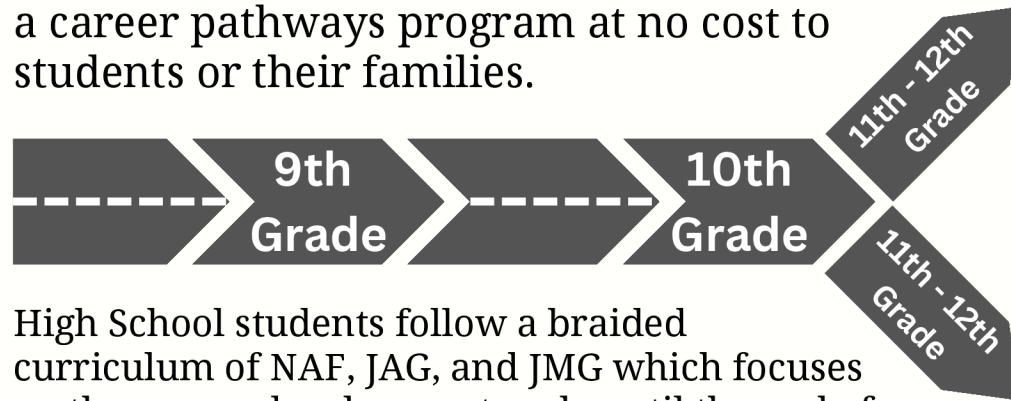 a career pathways program at no cost to
students or their families.
9th
Grade
10th
Grade
11th - 12th
Grade
11th - 12th
Grade
High School students follow a braided
curriculum of NAF, JAG, and JMG which focuses